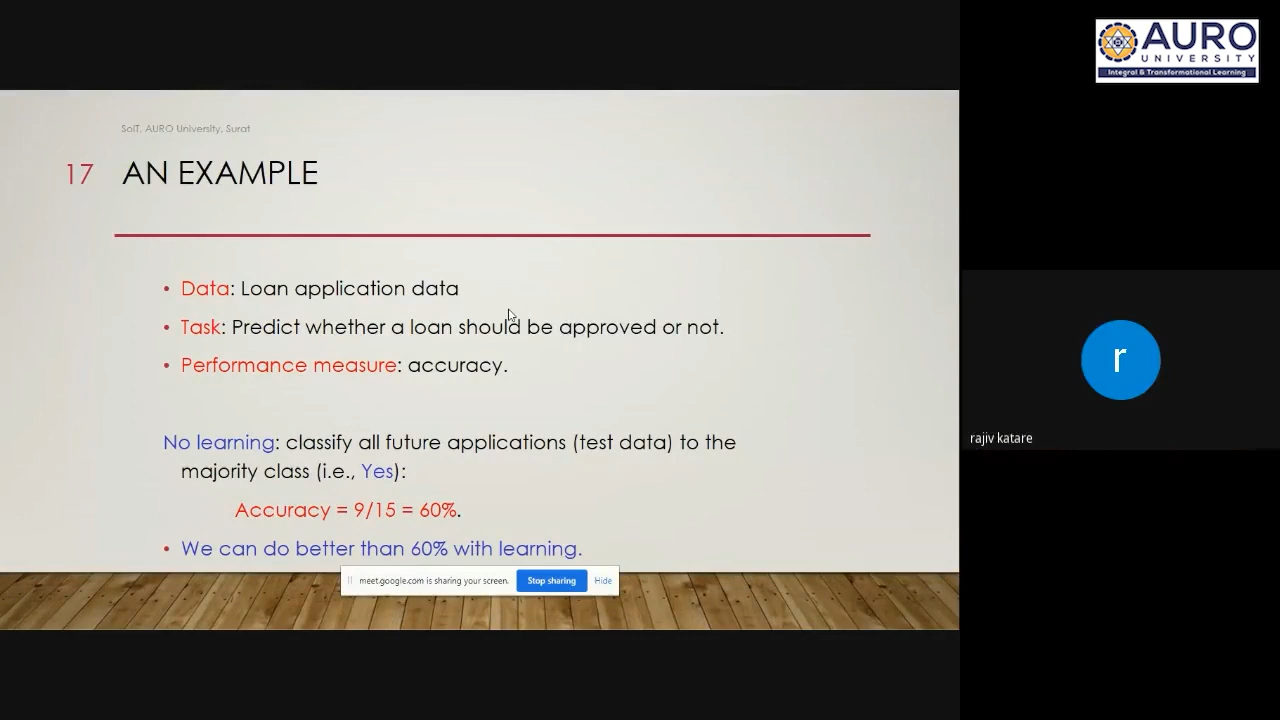 AURO
UNIVERSITY
Integral & Transformational Learning
SoIT, AURO University, Surat
17 AN EXAMPLE
• Data: Loan application data
• Task: Predict whether a loan should be approved or not.
• Performance measure: accuracy.
No learning: classify all future applications (test data) to the
majority class (i.e., Yes):
Accuracy = 9/15 = 60%.
• We can do better than 60% with learning.
meet.google.com is sharing your screen. Stop sharing Hide
r
rajiv katare